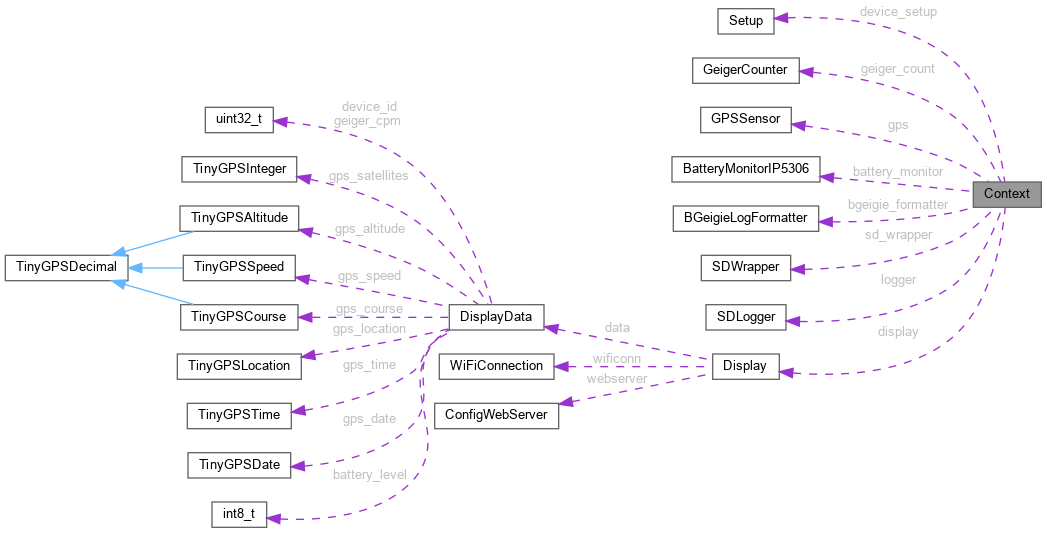 device_setup
Setup
geiger_count
GeigerCounter
device_id
geiger_cpm
uint32_t
gps
GPSSensor
TinyGPSInteger
gps_satellites
BatteryMonitorIP5306
battery_monitor
Context
bgeigie_formatter
TinyGPSAltitude
gps_altitude
BGeigieLogFormatter
sd_wrapper
TinyGPSDecimal
TinyGPSSpeed
gps_speed
SDWrapper
logger
gps_course
TinyGPSCourse
DisplayData
SDLogger
gps_location
data
display
TinyGPSLocation
gps_time
WiFiConnection
wificonn
Display
webserver
TinyGPSTime
gps_date
ConfigWebServer
TinyGPSDate
battery_level
int8_t